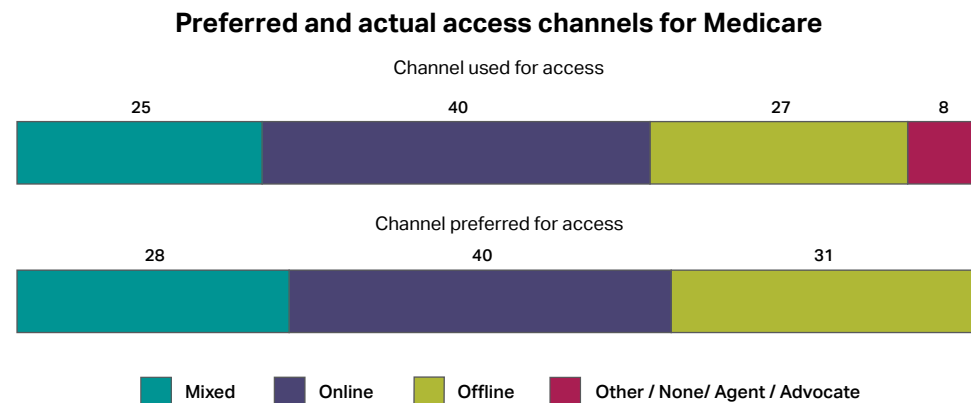 Preferred and actual access channels for Medicare
Channel used for access
25 40 27 8
Channel preferred for access
28 40 31
Mixed Online Offline Other / None/ Agent / Advocate